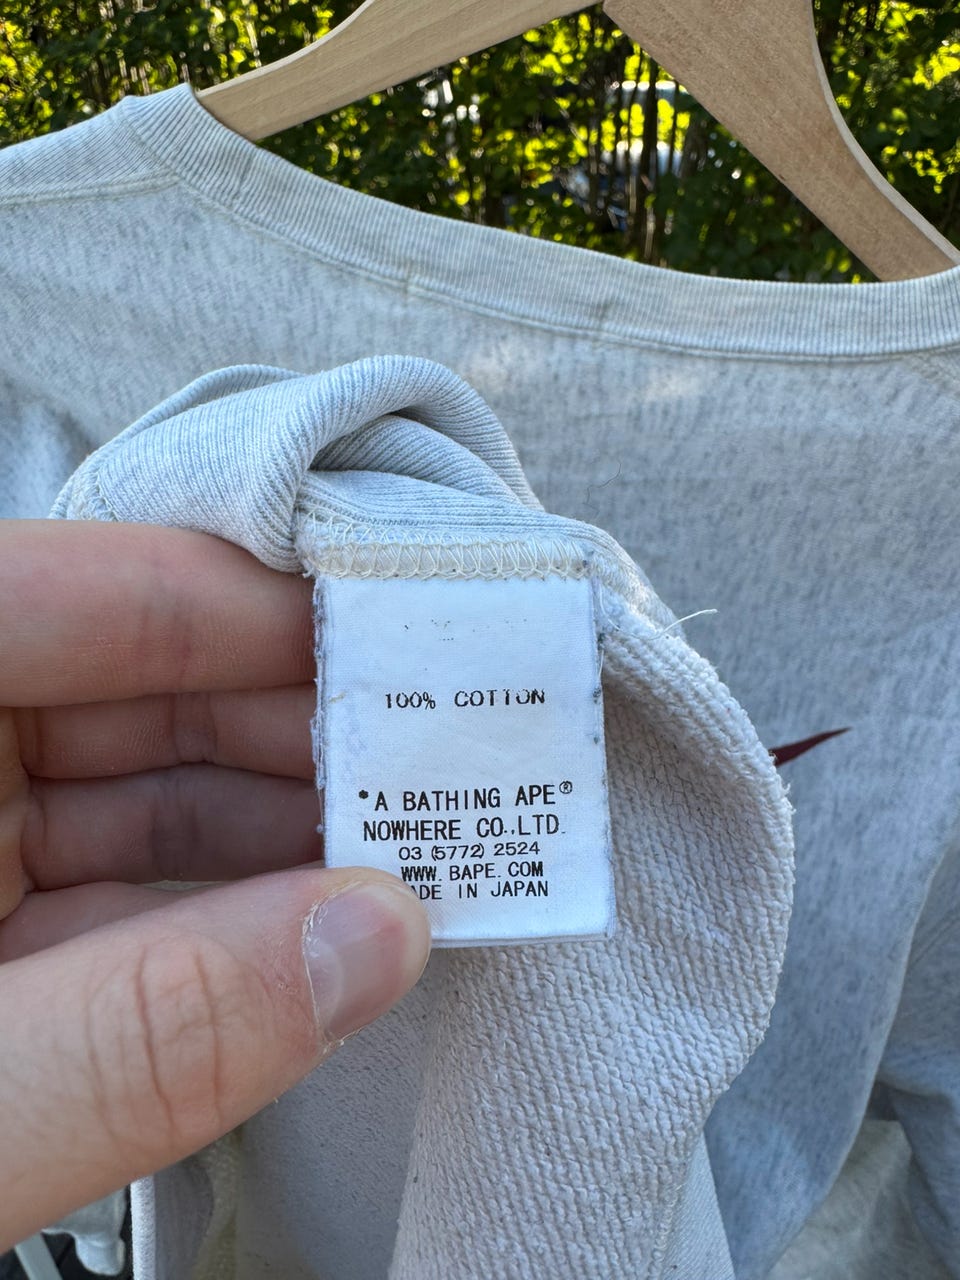 100% COTTON
*A BATHING APE®
NOWHERE CO.,LTD.
03 (5772) 2524
WWW. BAPE. COM
ADE IN JAPAN